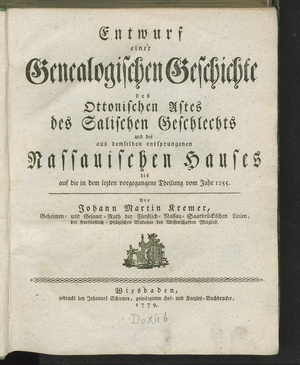 Entwurf
einer
Genealogischen Geschichte
des
Ottonischen Astes
des Salischen Geschlechts
und des
aus demselben entsprungenen
Nassauischen Hauses
bis
auf die in dem lezten vorgegangene Theilung vom Jahr 1255.
Von
Johann Martin Kremer,
Geheimen- und Gesamt-Rath der Fürstlich-Nassau-Saarbrückischen Linien,
der Kurfürstlich-Pfälzischen Akademie der Wissenschaften Mitglied.
Wiesbaden,
gedruckt bey Johannes Schirmer, privilegirten Hof- und Kanzley-Buchdrucker.
1779.